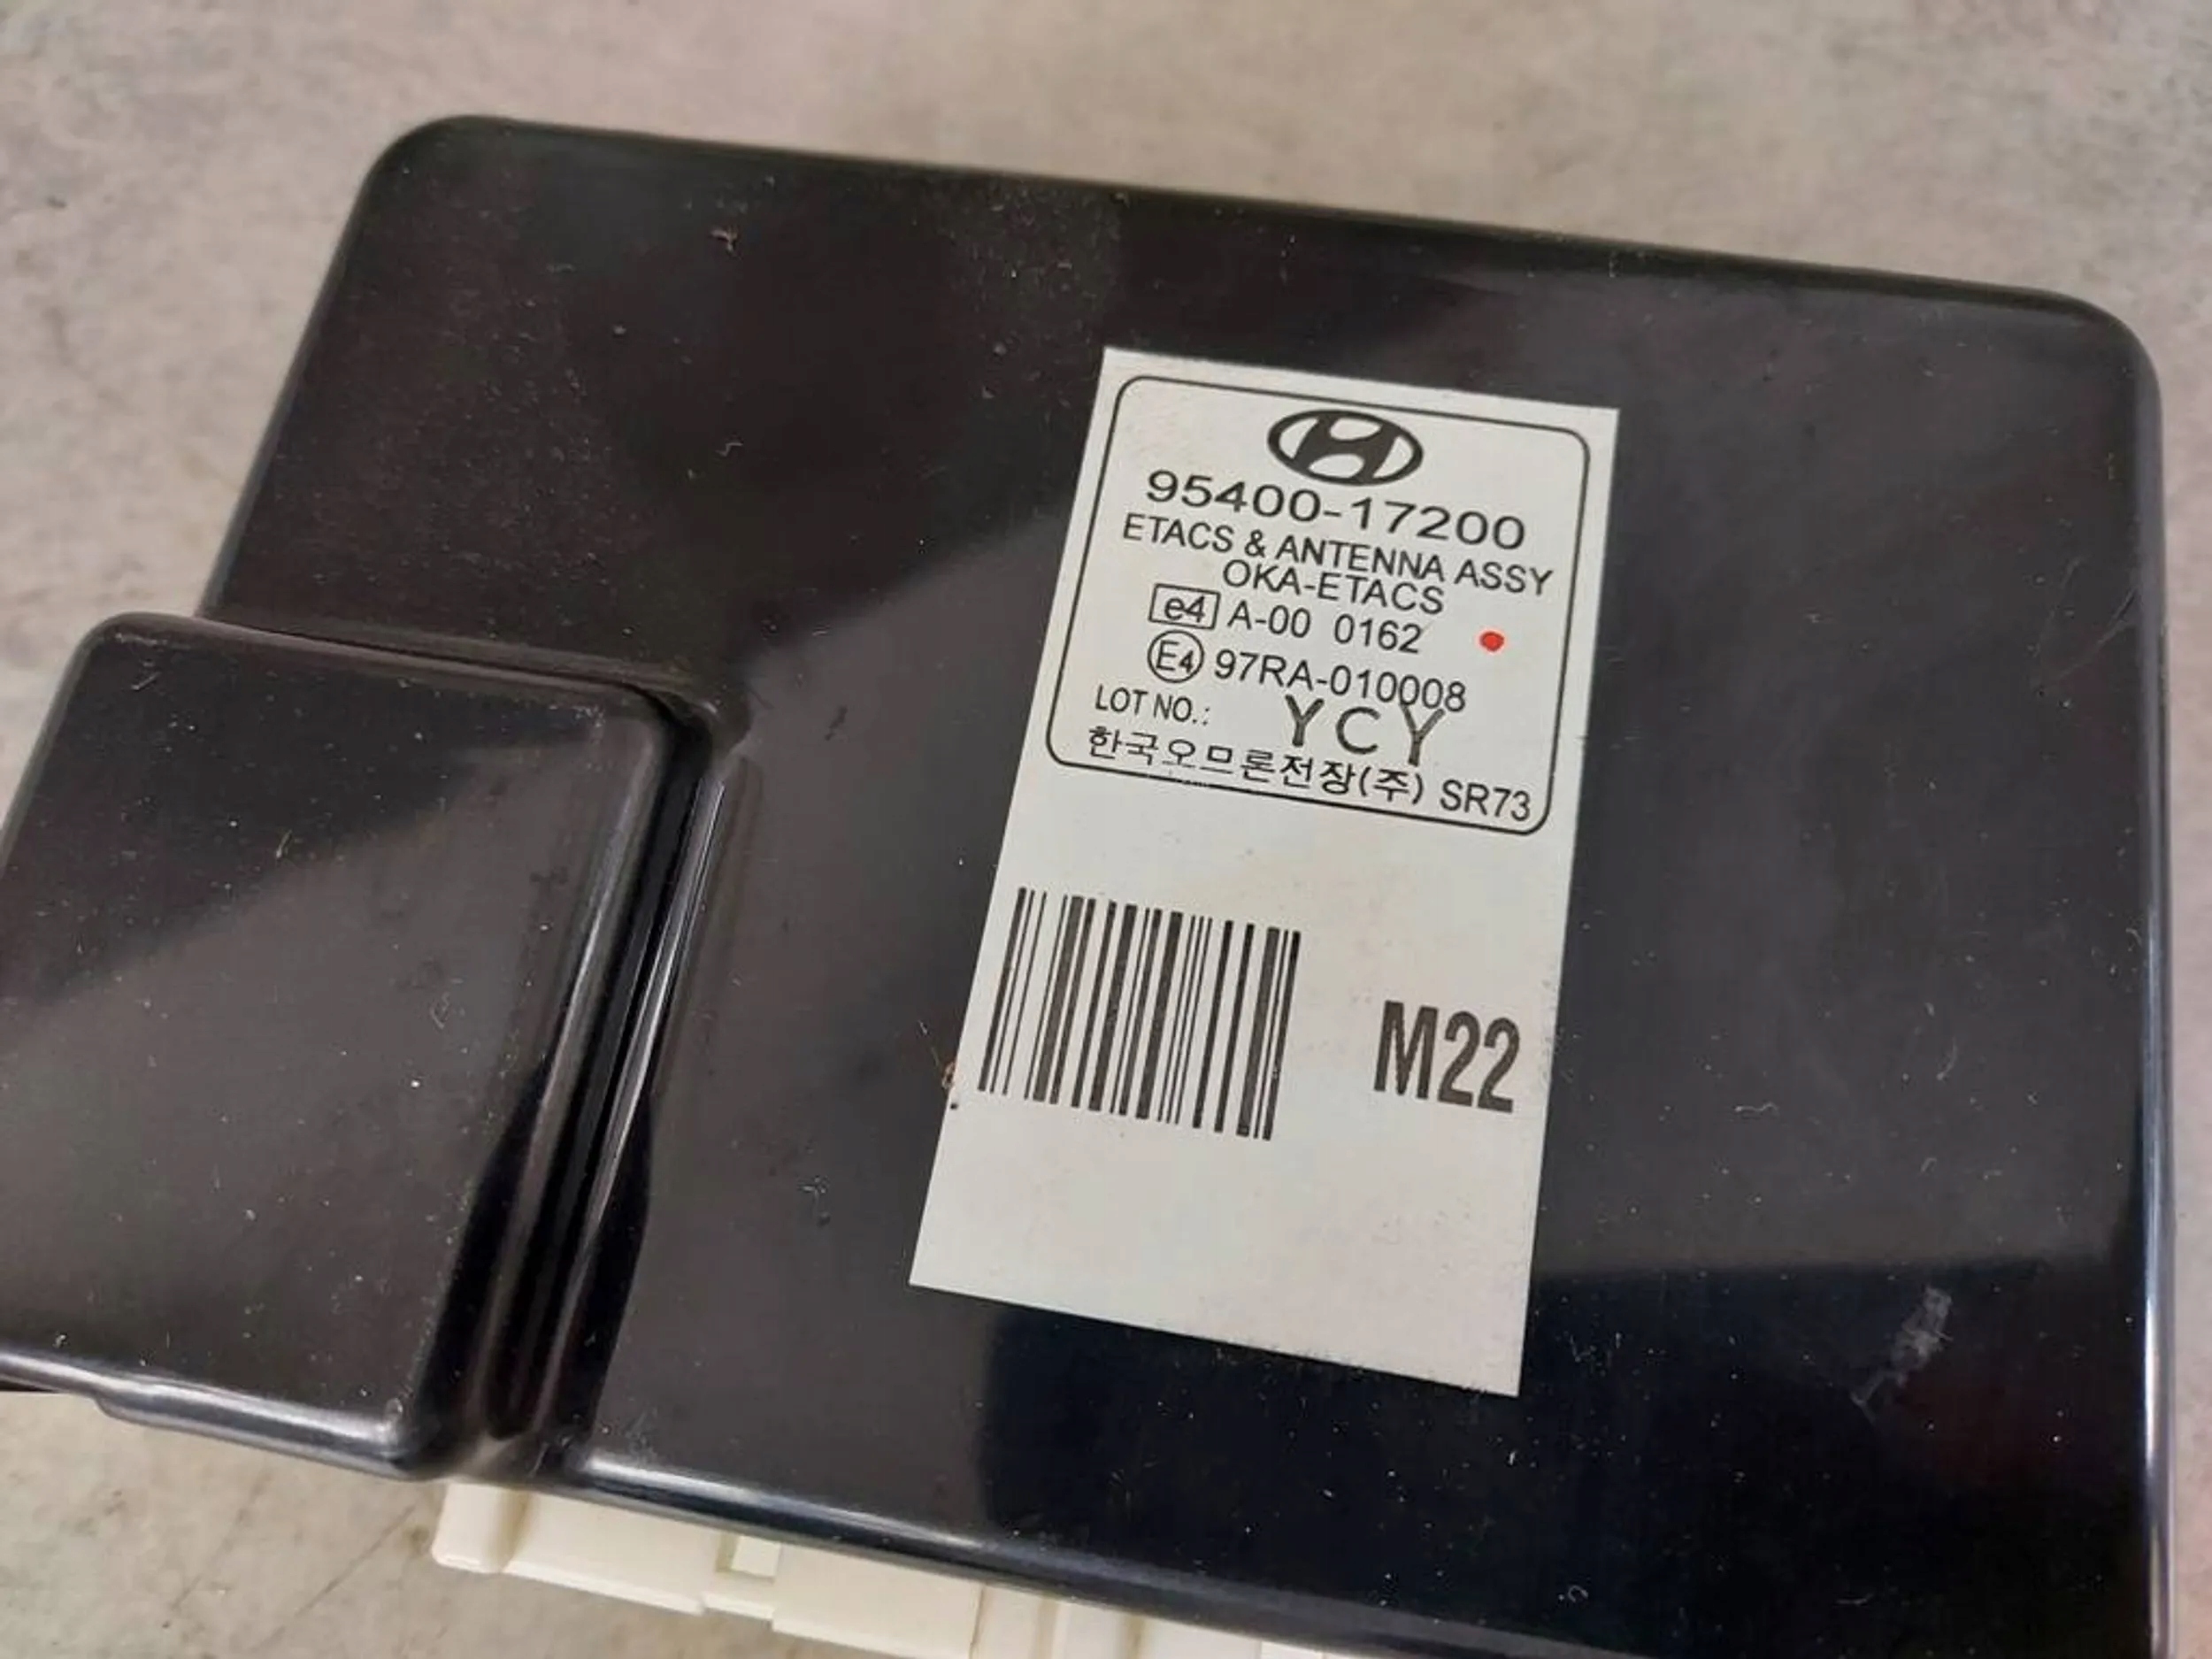 95400-17200
ETACS & ANTENNA ASSY
OKA-ETACS
e4 A-00 0162
E4 97RA-010008
LOT NO.: YCY
한국오므론전장(주) SR73
M22